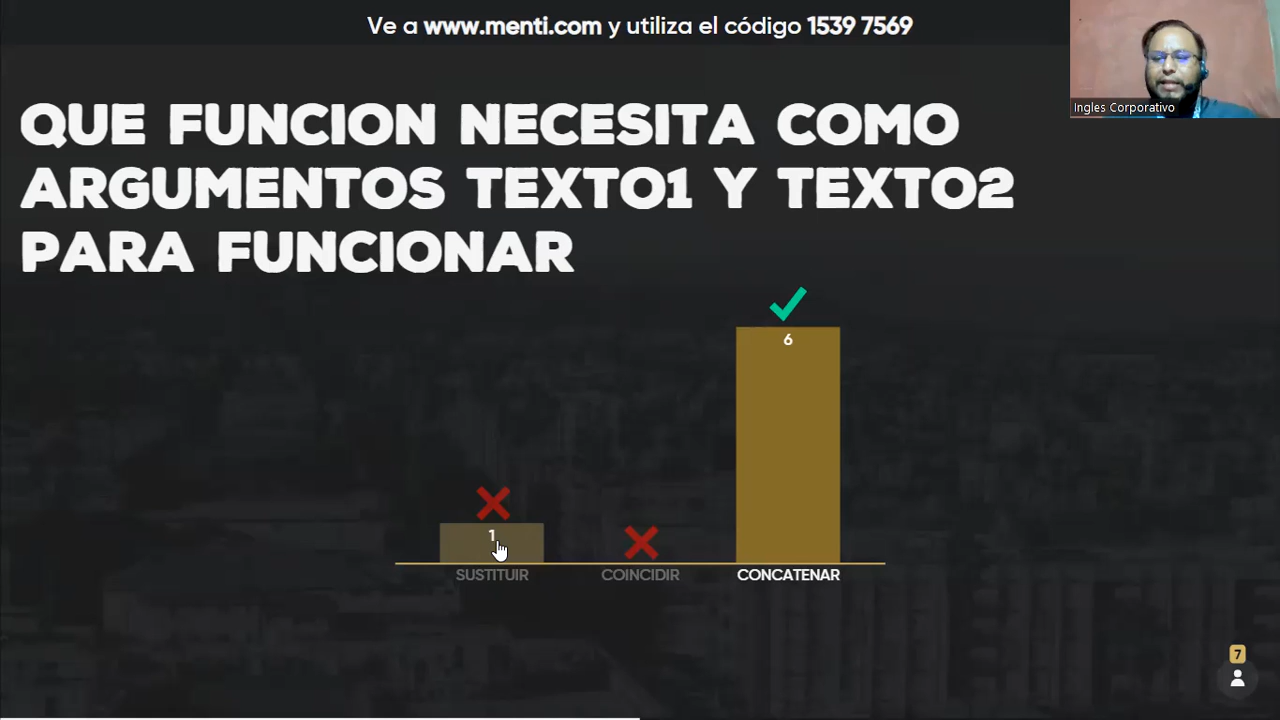 Ve a www.menti.com y utiliza el código 1539 7569
Ingles Corporativo
QUE FUNCION NECESITA COMO
ARGUMENTOS TEXTO1 Y TEXTO2
PARA FUNCIONAR
6
1
SUSTITUIR
COINCIDIR
CONCATENAR
7